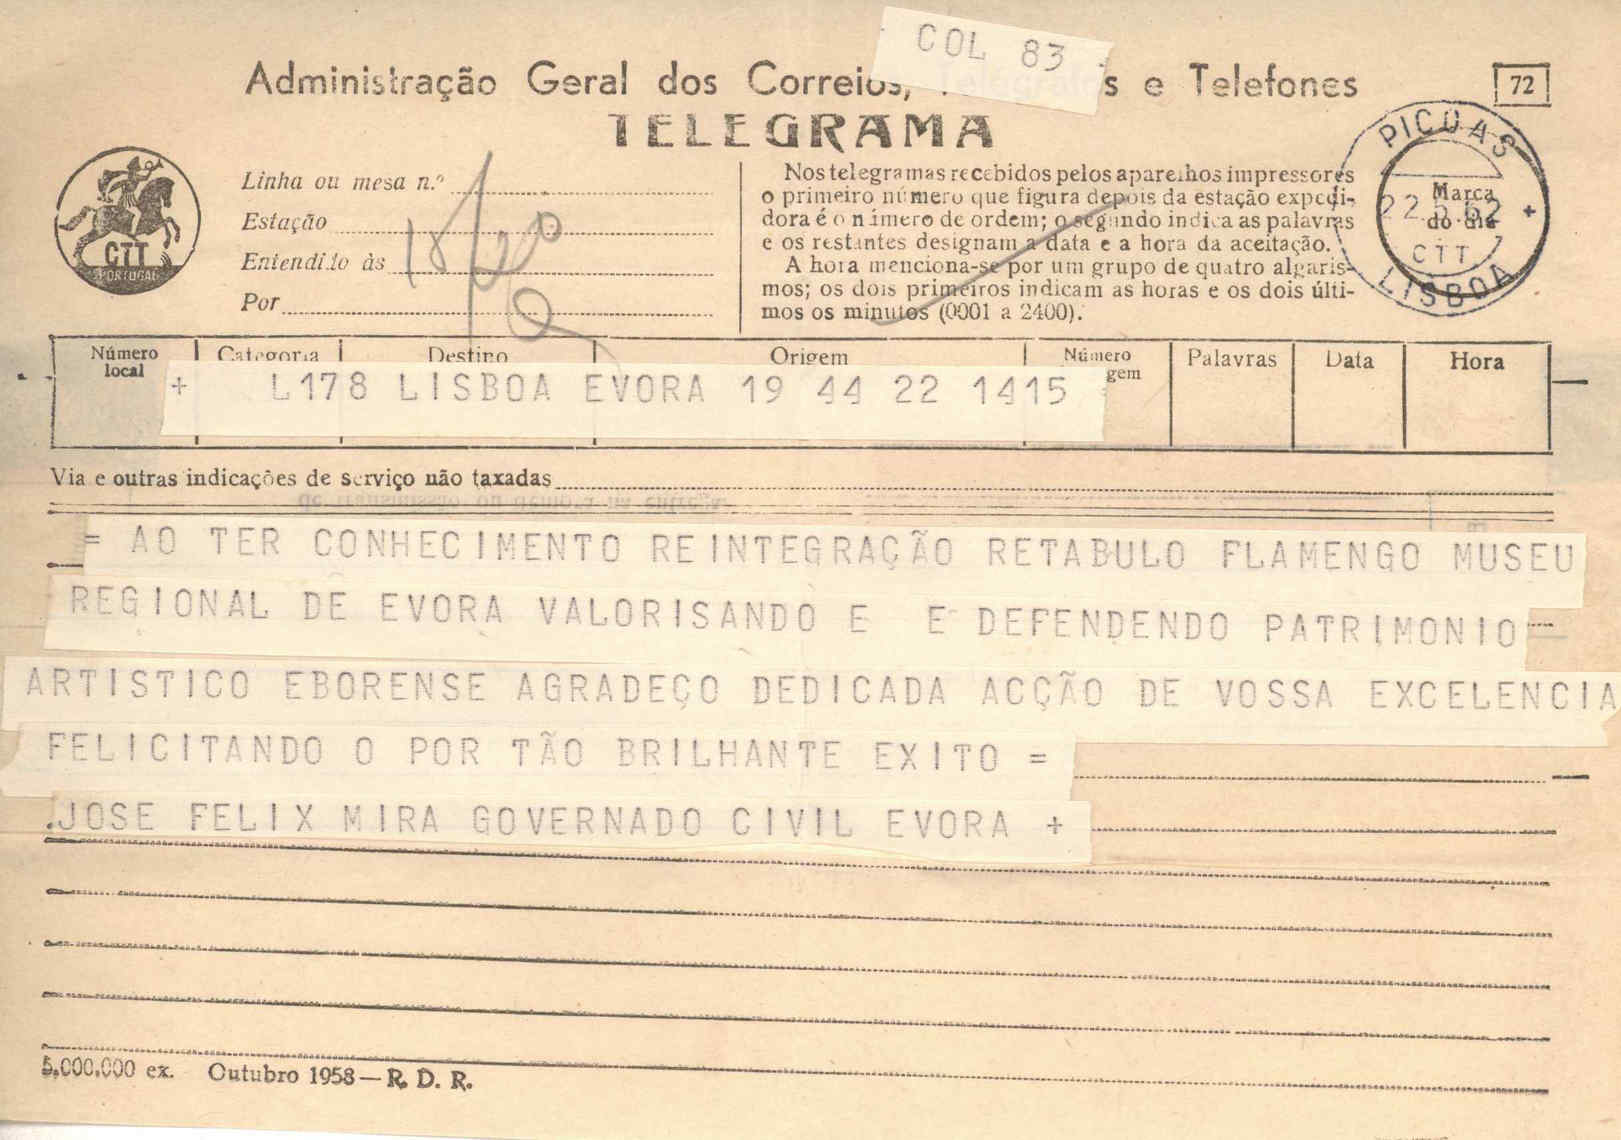 COL 83
Administração Geral dos Correios, Telégrafos e Telefones
72
TELEGRAMA
PICOAS
Marca do dia
22.5.62
CTT
LISBOA
CTT
PORTUGAL
Linha ou mesa n.º
Estação
Entendido às
Por
Nos telegramas recebidos pelos aparelhos impressores
o primeiro número que figura depois da estação expedi-
dora é o número de ordem; o segundo indica as palavras
e os restantes designam a data e a hora da aceitação.
A hora menciona-se por um grupo de quatro algaris-
mos; os dois primeiros indicam as horas e os dois últi-
mos os minutos (0001 a 2400).
Número local Categoria Destino Origem Número gem Palavras Data Hora
+ L178 LISBOA EVORA 19 44 22 1415
Via e outras indicações de serviço não taxadas
= AO TER CONHECIMENTO REINTEGRAÇÃO RETABULO FLAMENGO MUSEU
REGIONAL DE EVORA VALORISANDO E E DEFENDENDO PATRIMONIO
ARTISTICO EBORENSE AGRADEÇO DEDICADA ACÇÃO DE VOSSA EXCELENCIA
FELICITANDO O POR TÃO BRILHANTE EXITO =
.JOSE FELIX MIRA GOVERNADO CIVIL EVORA +
5.000.000 ex. Outubro 1958—R. D. R.